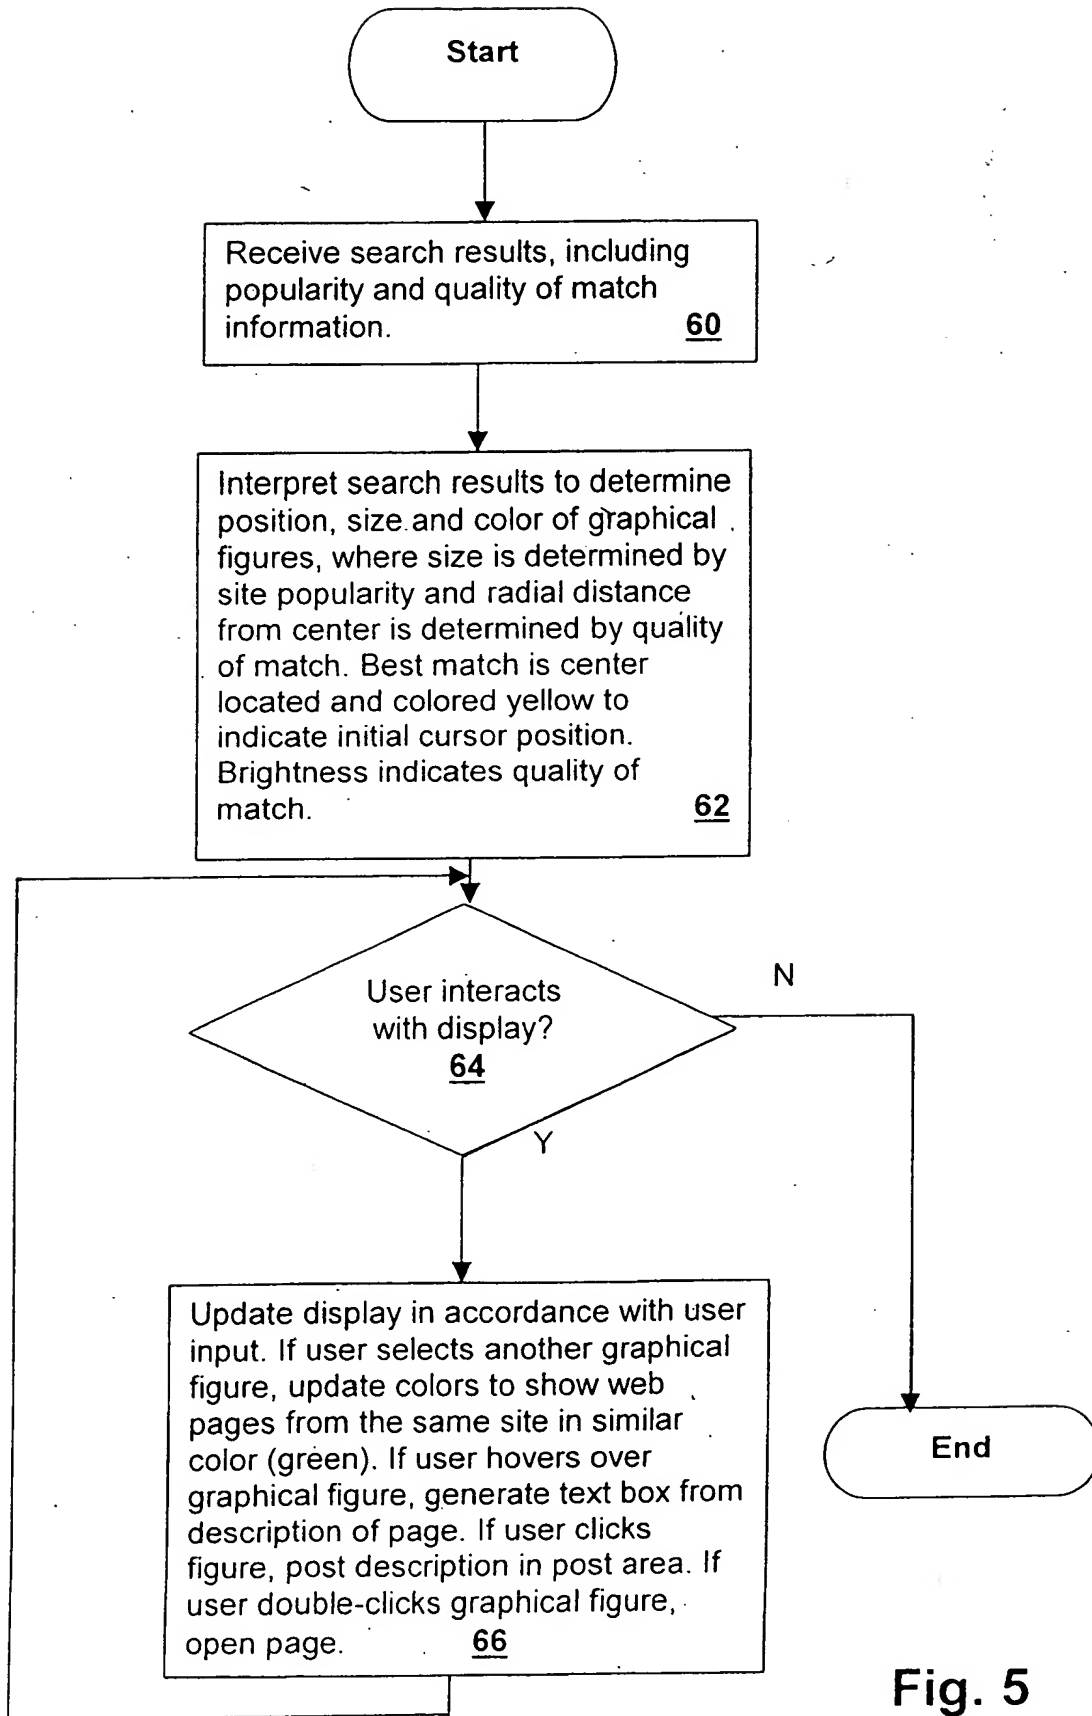 Start
Receive search results, including
popularity and quality of match
information. 60
Interpret search results to determine
position, size and color of graphical
figures, where size is determined by
site popularity and radial distance
from center is determined by quality
of match. Best match is center
located and colored yellow to
indicate initial cursor position.
Brightness indicates quality of
match. 62
User interacts
with display?
64
N
Y
Update display in accordance with user
input. If user selects another graphical
figure, update colors to show web
pages from the same site in similar
color (green). If user hovers over
graphical figure, generate text box from
description of page. If user clicks
figure, post description in post area. If
user double-clicks graphical figure,
open page. 66
End
Fig. 5